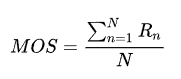 MOS = \frac{\sum_{n=1}^{N} R_n}{N}